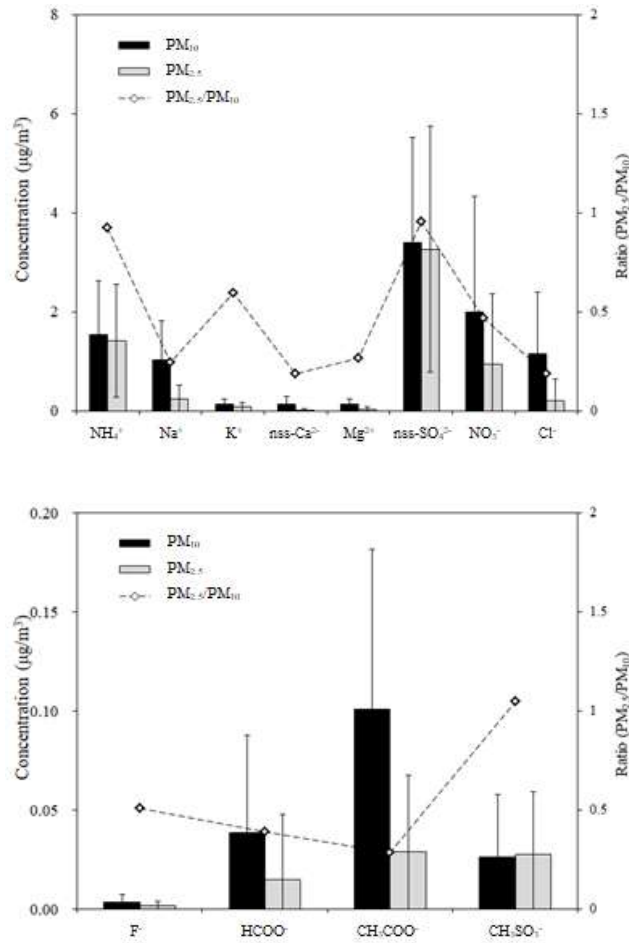 8
2
PM₁₀
PM₂.₅
PM₂.₅/PM₁₀
6
1.5
4
1
2
0.5
0
0
Concentration (μg/m³)
Ratio (PM₂.₅/PM₁₀)
NH₄⁺ Na⁺ K⁺ nss-Ca²⁺ Mg²⁺ nss-SO₄²⁻ NO₃⁻ Cl⁻
0.20
2
PM₁₀
PM₂.₅
PM₂.₅/PM₁₀
0.15
1.5
0.10
1
0.05
0.5
0.00
0
Concentration (μg/m³)
Ratio (PM₂.₅/PM₁₀)
F⁻ HCOO⁻ CH₃COO⁻ CH₃SO₃⁻